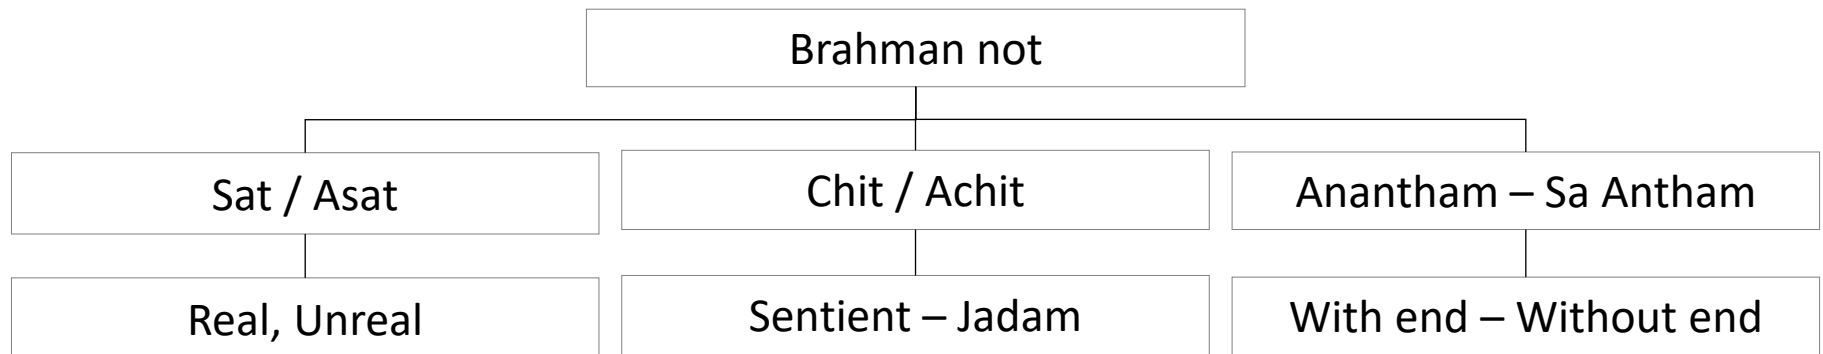 Brahman not
Sat / Asat
Chit / Achit
Anantham – Sa Antham
Real, Unreal
Sentient – Jadam
With end – Without end